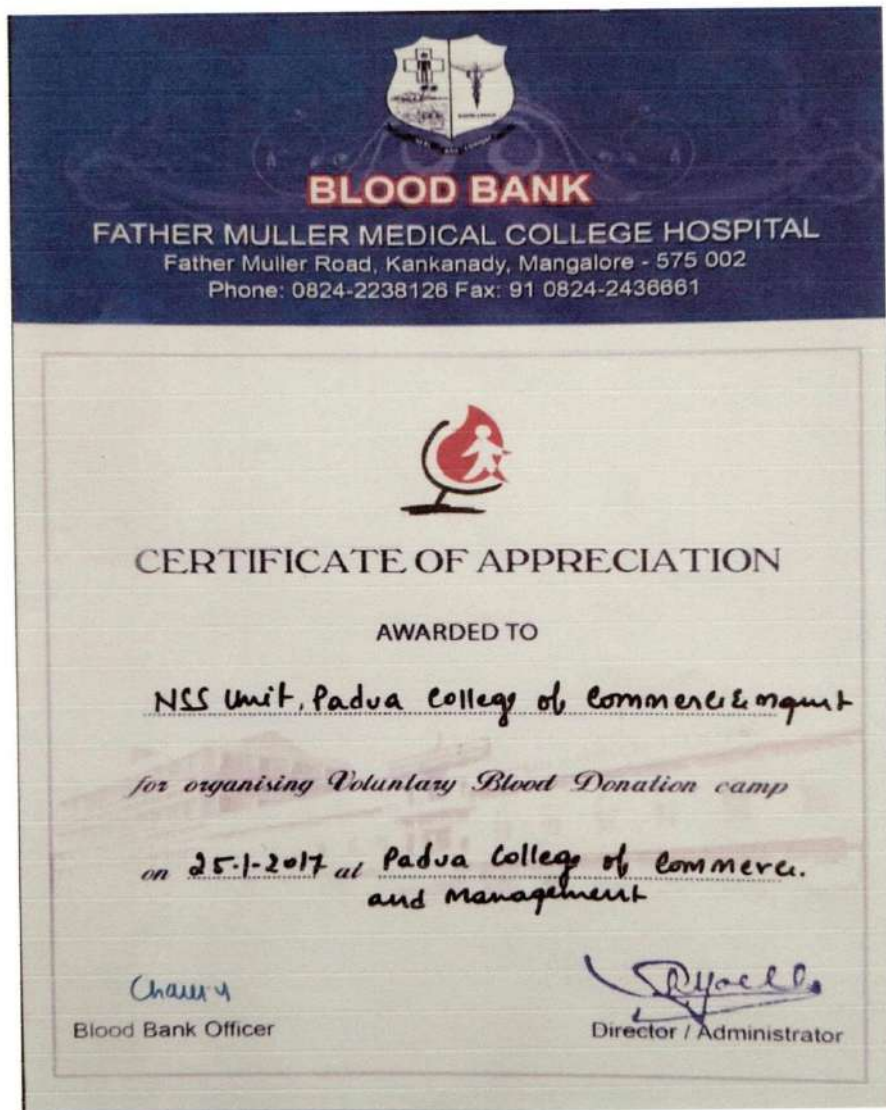 BLOOD BANK
FATHER MULLER MEDICAL COLLEGE HOSPITAL
Father Muller Road, Kankanady, Mangalore - 575 002
Phone: 0824-2238126 Fax: 91 0824-2436661
CERTIFICATE OF APPRECIATION
AWARDED TO
NSS Unit, Padua College of Commerce & mgmt
for organising Voluntary Blood Donation camp
on 25-1-2017 at Padua College of Commerce.
and Management
Blood Bank Officer
Director / Administrator